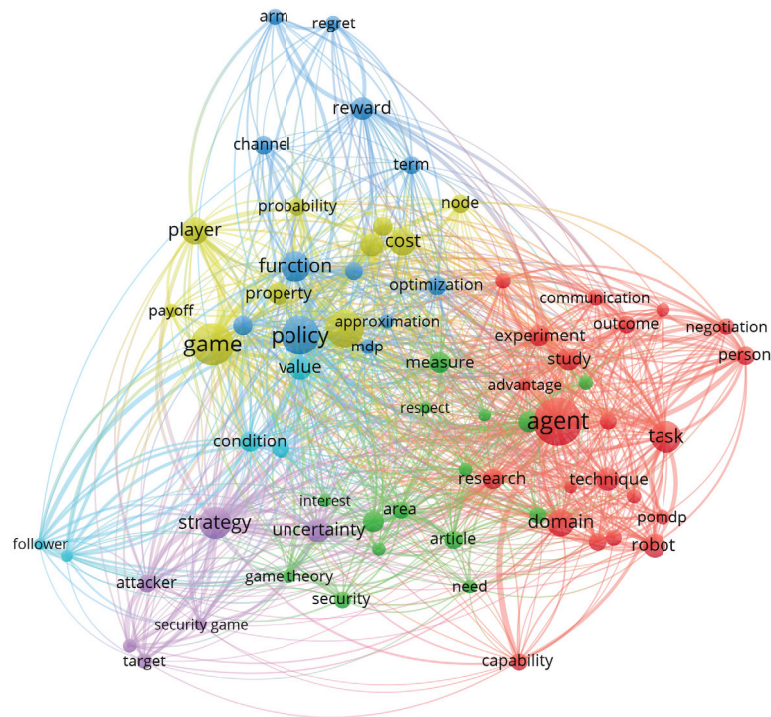 arm
regret
reward
channel
term
probability
node
player
cost
function
property
optimization
communication
payoff
approximation
outcome
negotiation
game
policy
mdp
experiment
person
value
measure
study
advantage
respect
agent
condition
task
research
technique
interest
area
strategy
uncertainty
domain
pomdp
follower
article
robot
attacker
game theory
security
need
security game
target
capability